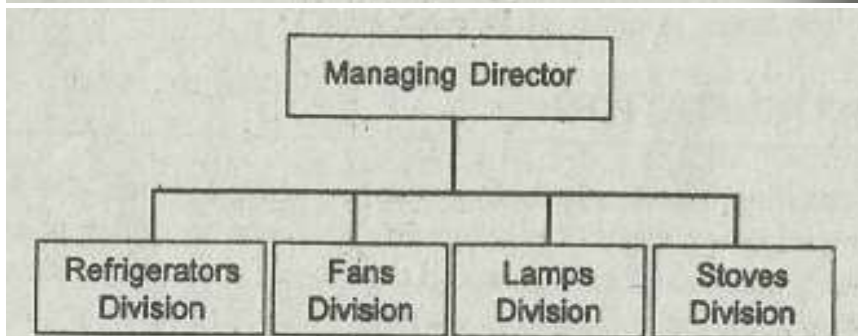 Managing Director
Refrigerators
Division
Fans
Division
Lamps
Division
Stoves
Division